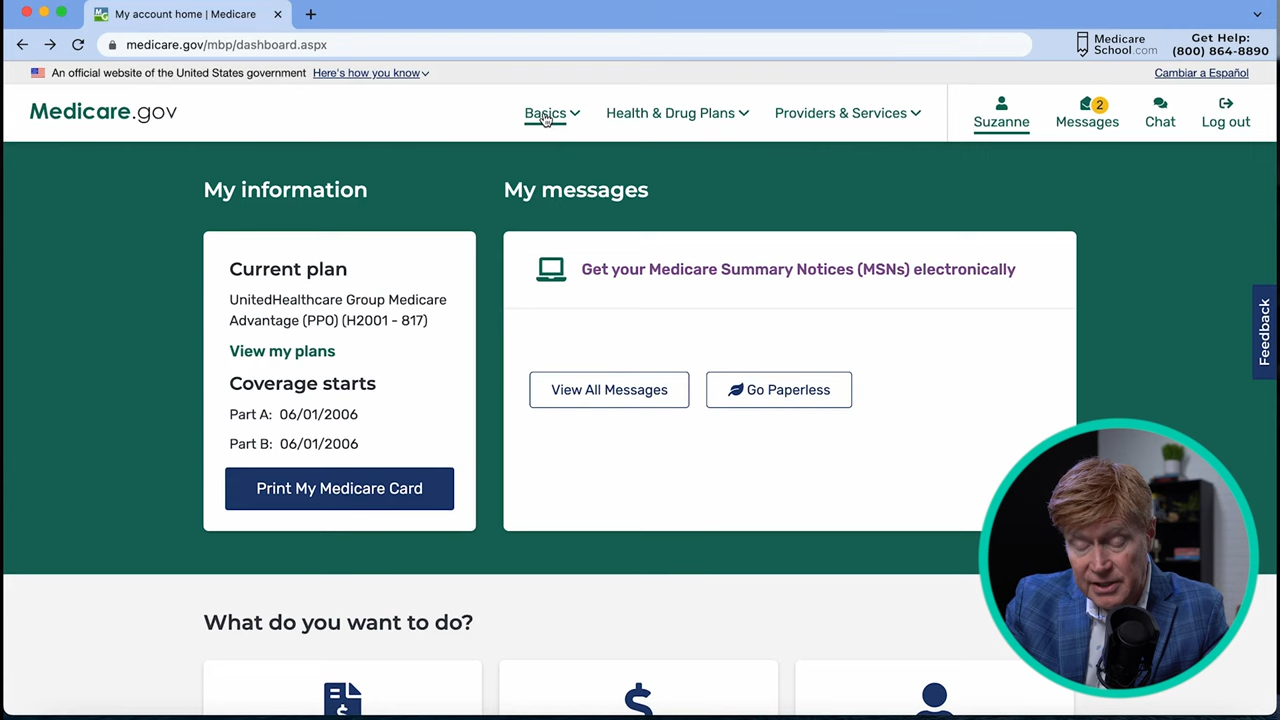 My account home | Medicare
medicare.gov/mbp/dashboard.aspx
Medicare
School.com
Get Help:
(800) 864-8890
An official website of the United States government Here's how you know
Cambiar a Español
Medicare.gov
Basics
Health & Drug Plans
Providers & Services
Suzanne
2
Messages
Chat
Log out
My information
My messages
Current plan
UnitedHealthcare Group Medicare
Advantage (PPO) (H2001 - 817)
View my plans
Coverage starts
Part A: 06/01/2006
Part B: 06/01/2006
Print My Medicare Card
Get your Medicare Summary Notices (MSNs) electronically
View All Messages
Go Paperless
Feedback
What do you want to do?